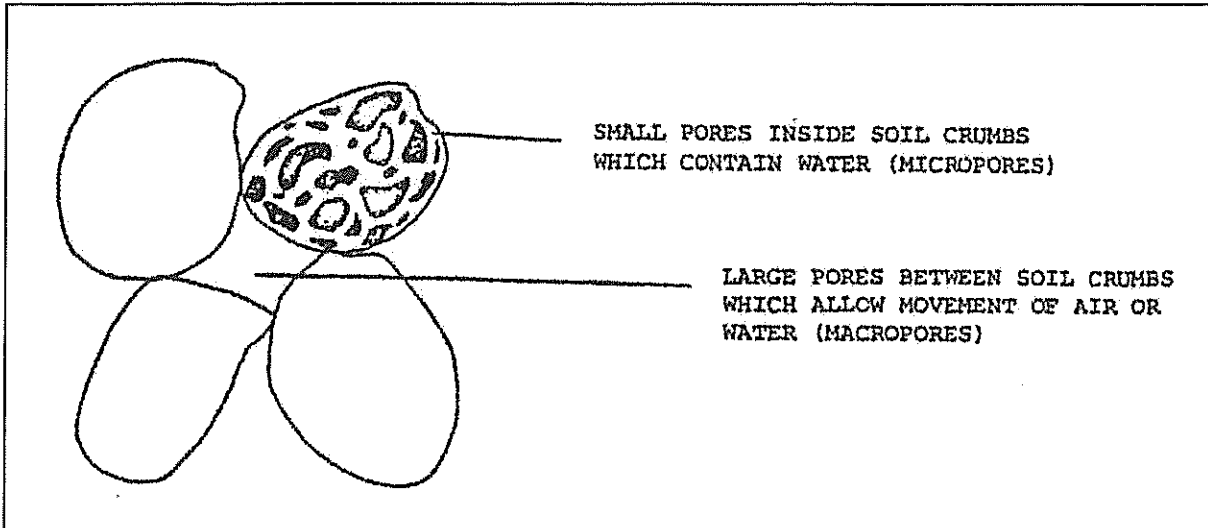 SMALL PORES INSIDE SOIL CRUMBS
WHICH CONTAIN WATER (MICROPORES)
LARGE PORES BETWEEN SOIL CRUMBS
WHICH ALLOW MOVEMENT OF AIR OR
WATER (MACROPORES)